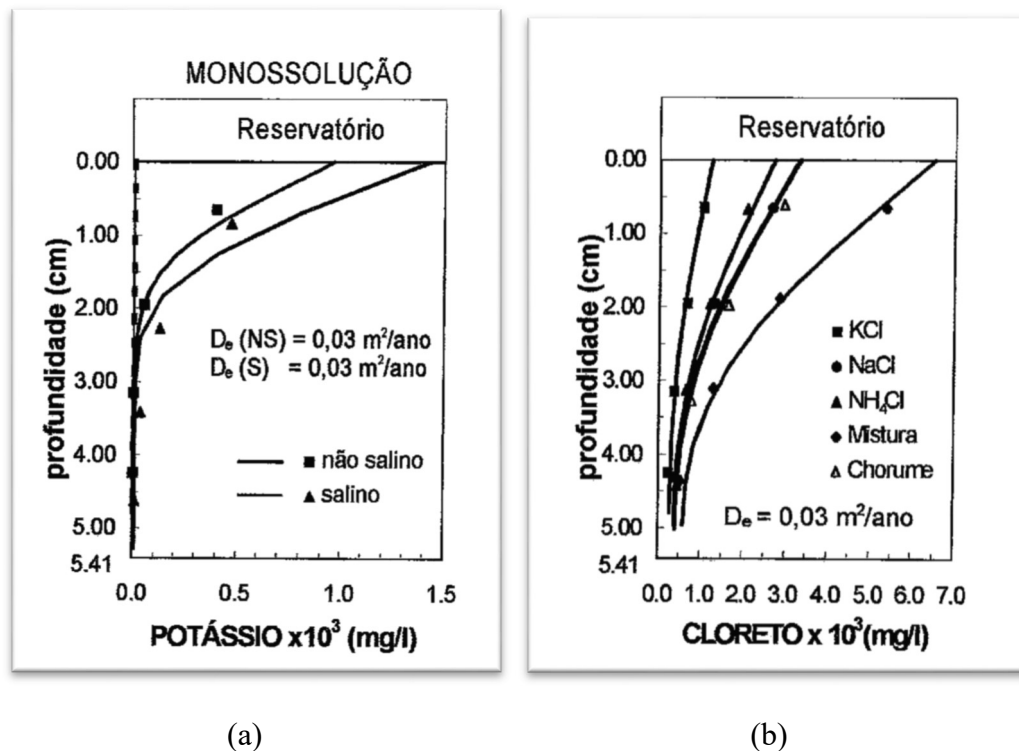 MONOSSOLUÇÃO
Reservatório
0.00
1.00
2.00
3.00
4.00
5.00
5.41
profundidade (cm)
Dₑ (NS) = 0,03 m²/ano
Dₑ (S) = 0,03 m²/ano
não salino
salino
0.0 0.5 1.0 1.5
POTÁSSIO x10³ (mg/l)
(a)
Reservatório
0.00
1.00
2.00
3.00
4.00
5.00
5.41
profundidade (cm)
KCl
NaCl
NH₄Cl
Mistura
Chorume
Dₑ = 0,03 m²/ano
0.0 1.0 2.0 3.0 4.0 5.0 6.0 7.0
CLORETO x 10³(mg/l)
(b)